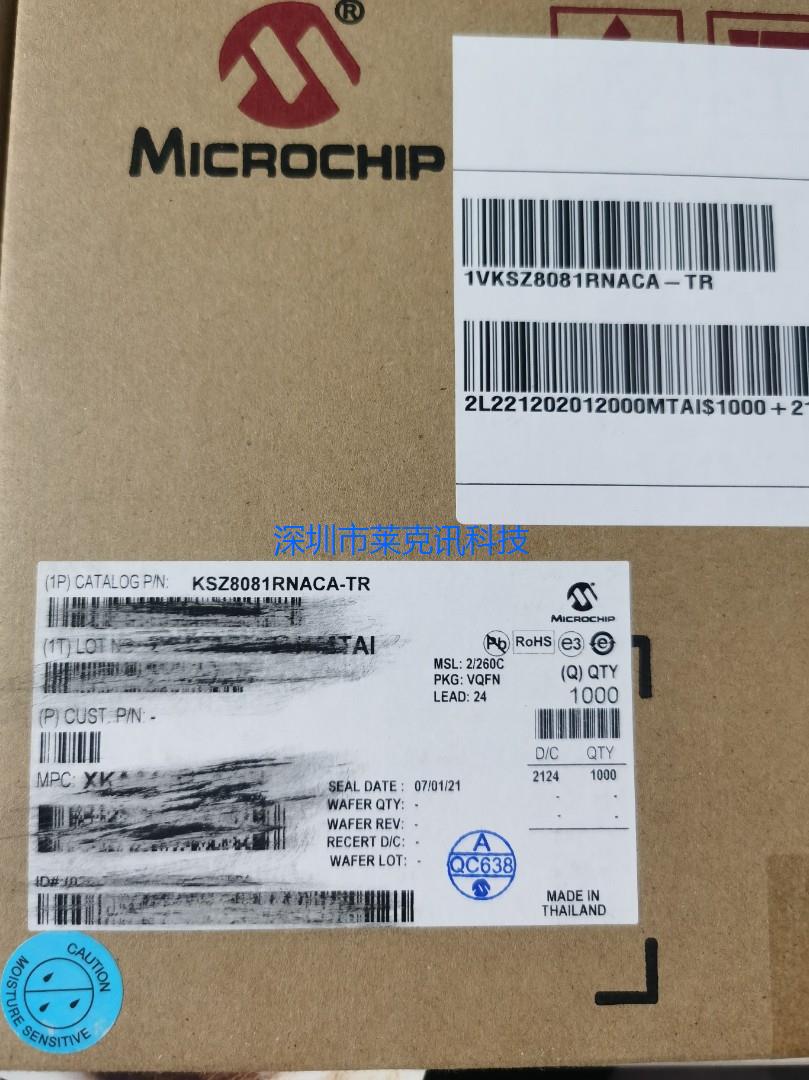 ®
MICROCHIP
1VKSZ8081RNACA-TR
2L221202012000MTAI$1000+21
深圳市莱克讯科技
(1P) CATALOG P/N: KSZ8081RNACA-TR
MICROCHIP
(1T) LOT
TAI
Pb RoHS e3 e
MSL: 2/260C
PKG: VQFN
LEAD: 24
(Q) QTY
1000
(P) CUST. P/N: -
D/C QTY
2124 1000
- -
- -
MPC: XK
SEAL DATE : 07/01/21
WAFER QTY: -
WAFER REV: -
RECERT D/C: -
WAFER LOT: -
A
QC638
ID#
MADE IN
THAILAND
CAUTION
MOISTURE SENSITIVE